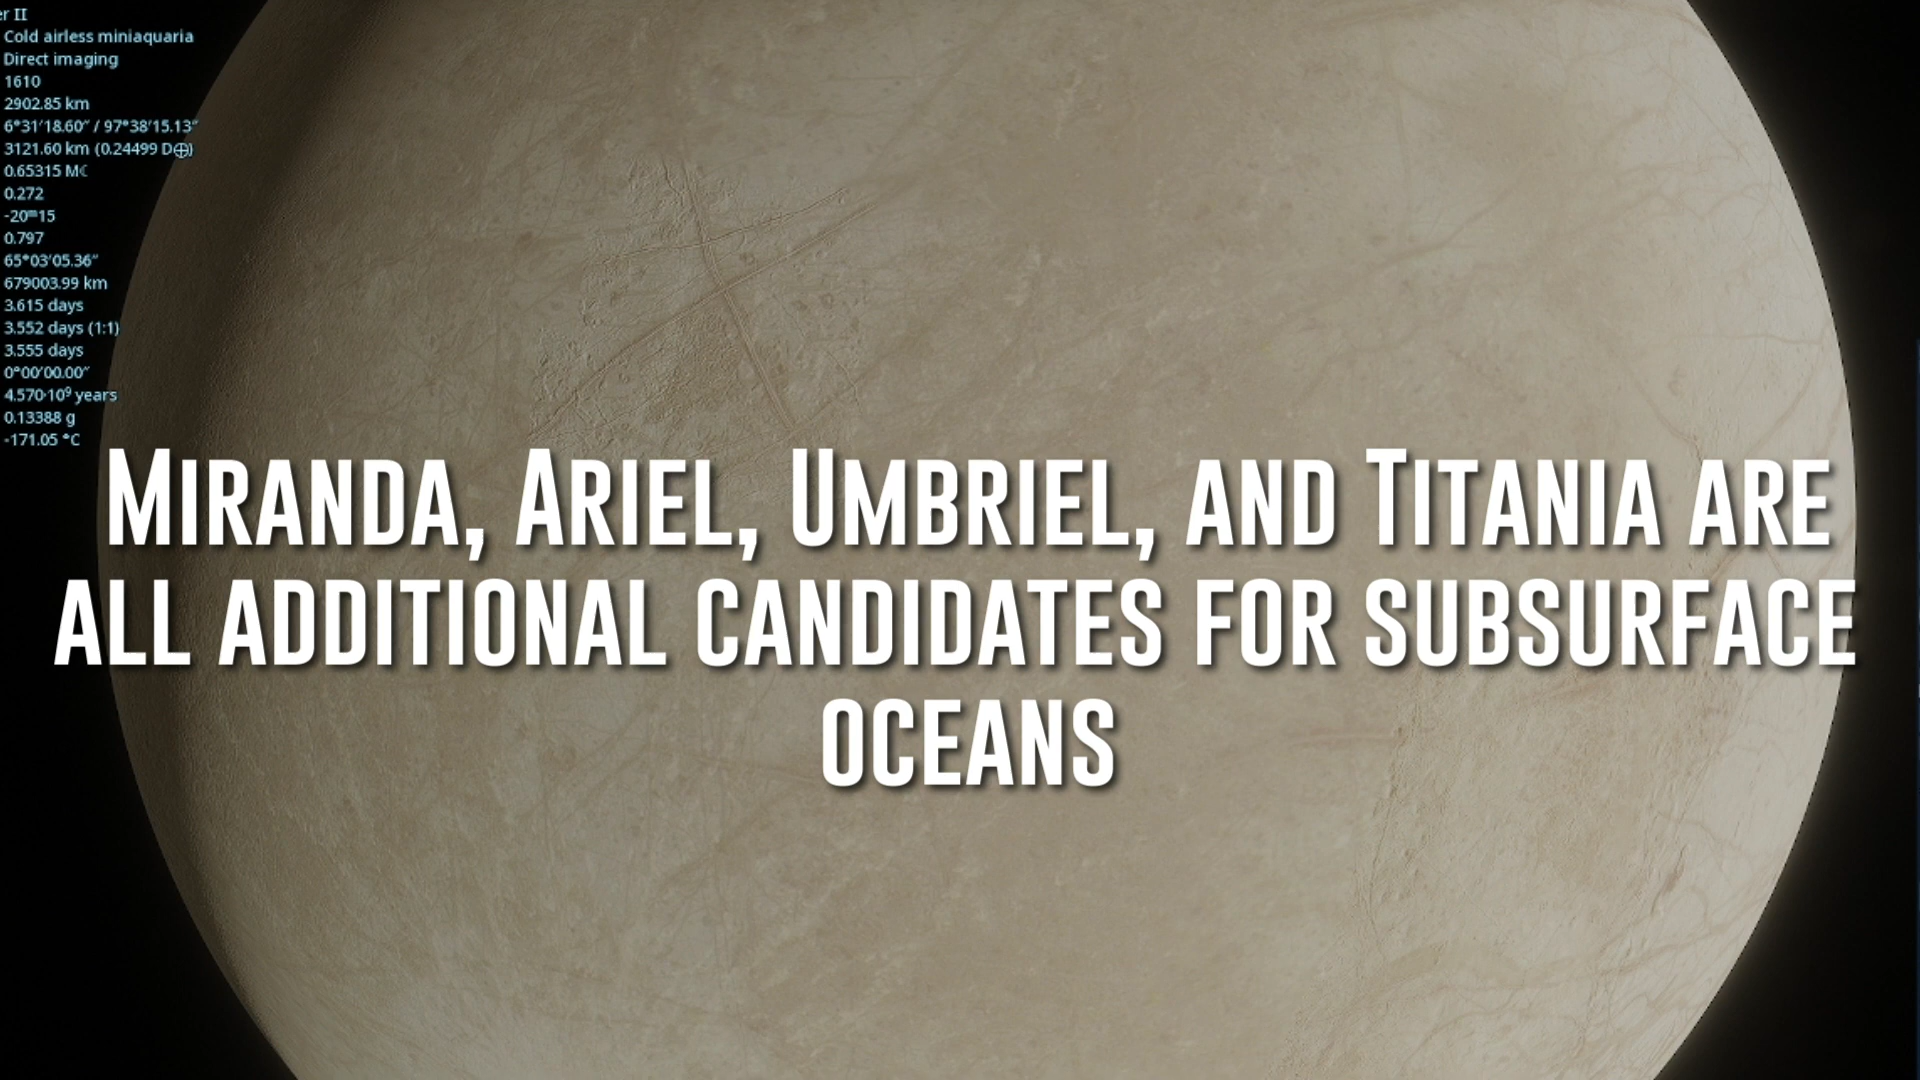 er II
Cold airless miniaquaria
Direct imaging
1610
2902.85 km
6°31′18.60″ / 97°38′15.13″
3121.60 km (0.24499 D⊕)
0.65315 M☾
0.272
-20ᵐ15
0.797
65°03′05.36″
679003.99 km
3.615 days
3.552 days (1:1)
3.555 days
0°00′00.00″
4.570·10⁹ years
0.13388 g
-171.05 °C
Miranda, Ariel, Umbriel, and Titania are
all additional candidates for subsurface
oceans